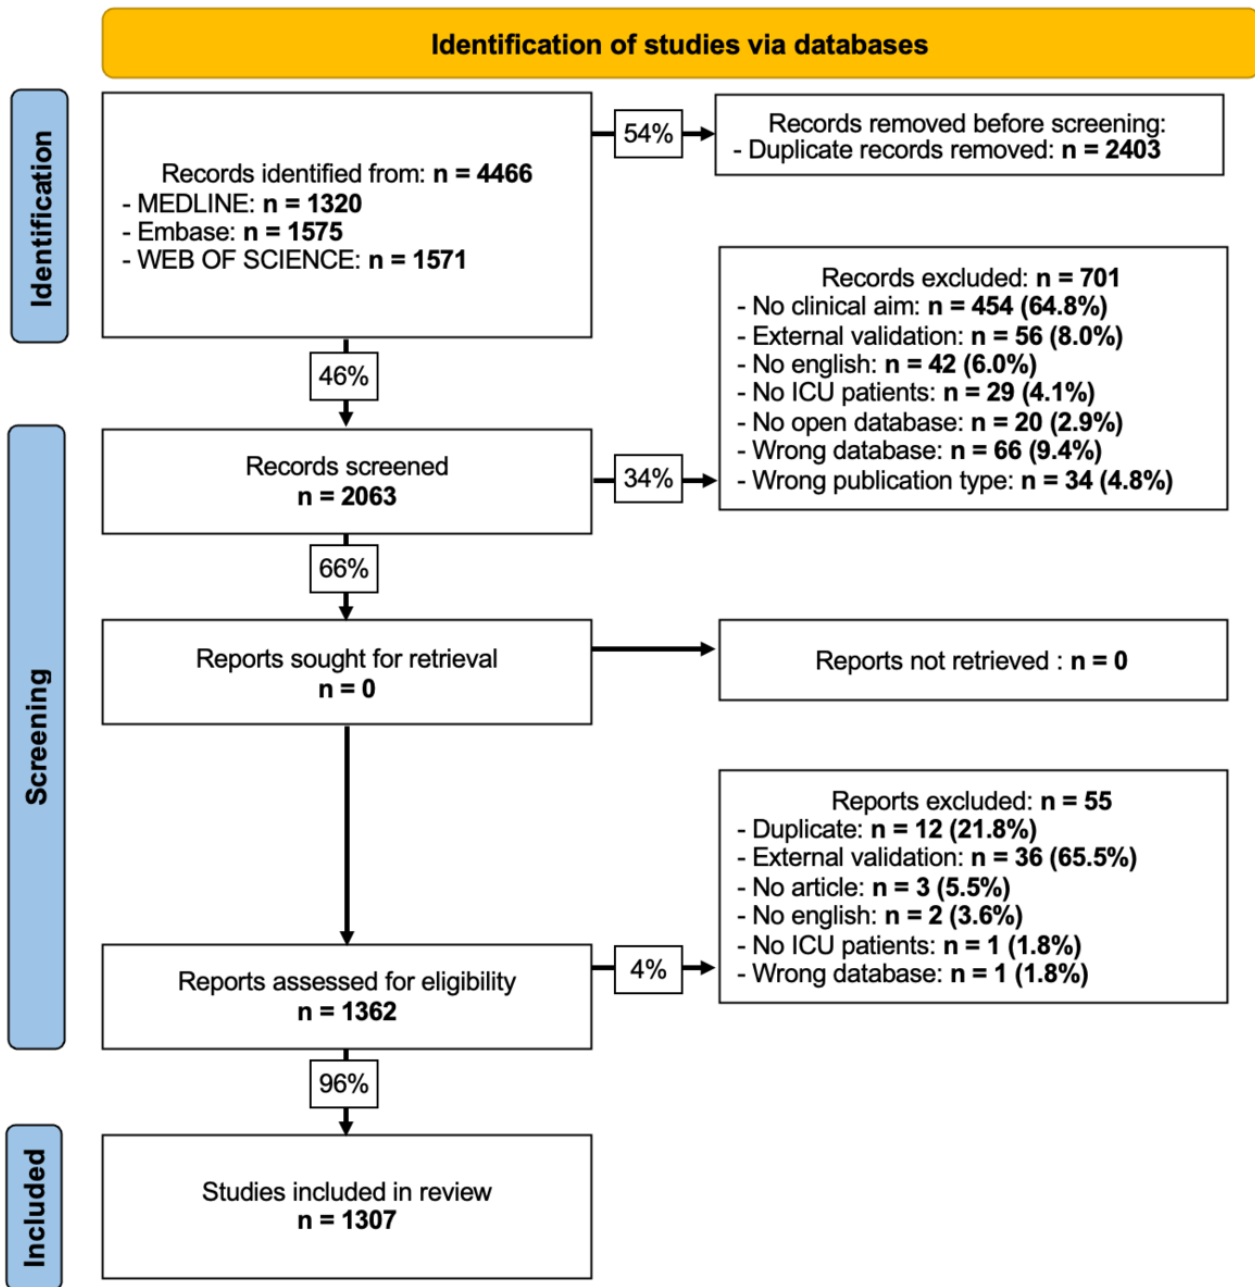 Identification of studies via databases
Identification
Records identified from: n = 4466
- MEDLINE: n = 1320
- Embase: n = 1575
- WEB OF SCIENCE: n = 1571
54%
Records removed before screening:
- Duplicate records removed: n = 2403
46%
Screening
Records screened
n = 2063
34%
Records excluded: n = 701
- No clinical aim: n = 454 (64.8%)
- External validation: n = 56 (8.0%)
- No english: n = 42 (6.0%)
- No ICU patients: n = 29 (4.1%)
- No open database: n = 20 (2.9%)
- Wrong database: n = 66 (9.4%)
- Wrong publication type: n = 34 (4.8%)
66%
Reports sought for retrieval
n = 0
Reports not retrieved : n = 0
Reports assessed for eligibility
n = 1362
4%
Reports excluded: n = 55
- Duplicate: n = 12 (21.8%)
- External validation: n = 36 (65.5%)
- No article: n = 3 (5.5%)
- No english: n = 2 (3.6%)
- No ICU patients: n = 1 (1.8%)
- Wrong database: n = 1 (1.8%)
96%
Included
Studies included in review
n = 1307